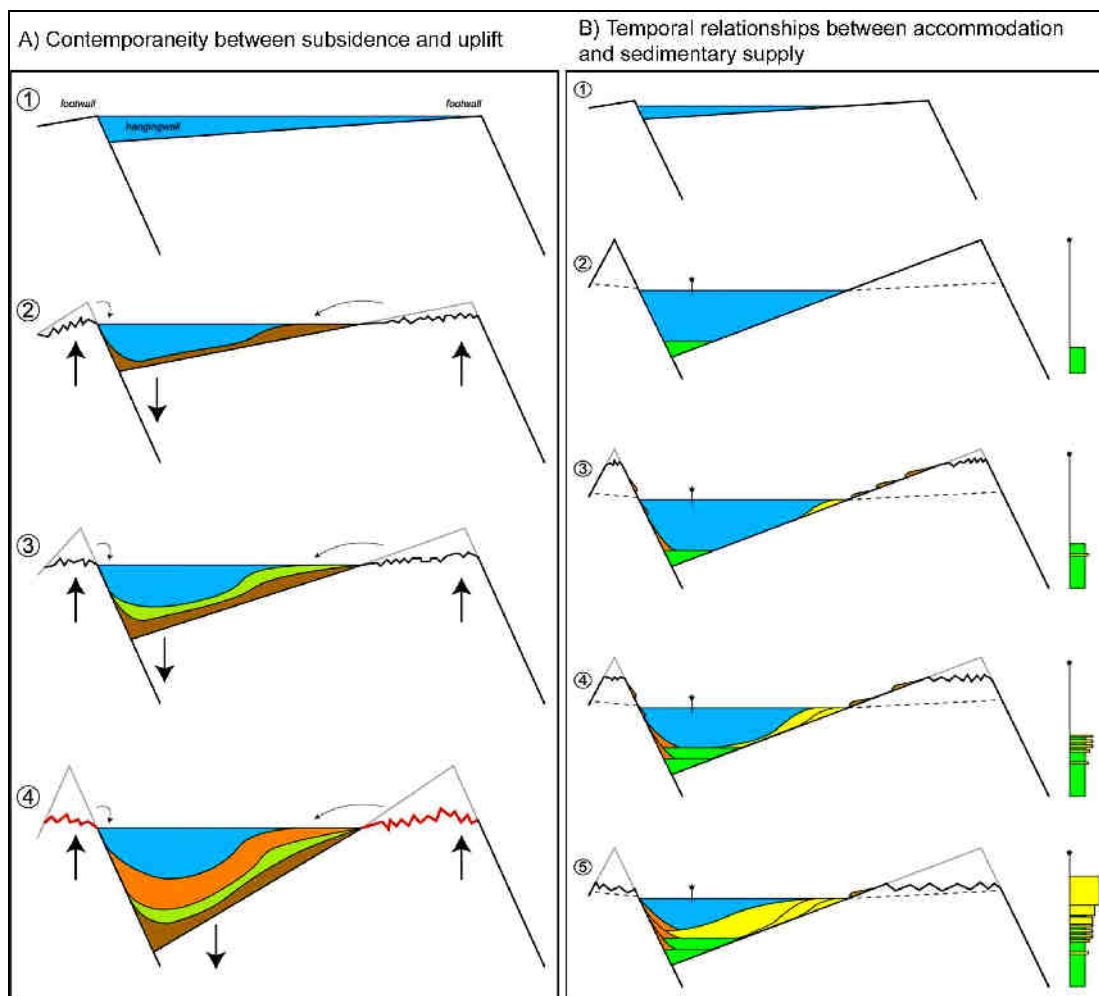 A) Contemporaneity between subsidence and uplift
1
footwall
footwall
hangingwall
2
3
4
B) Temporal relationships between accommodation
and sedimentary supply
1
2
3
4
5